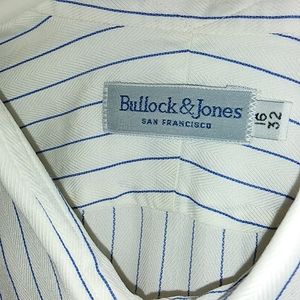 Bullock & Jones
SAN FRANCISCO
16
32